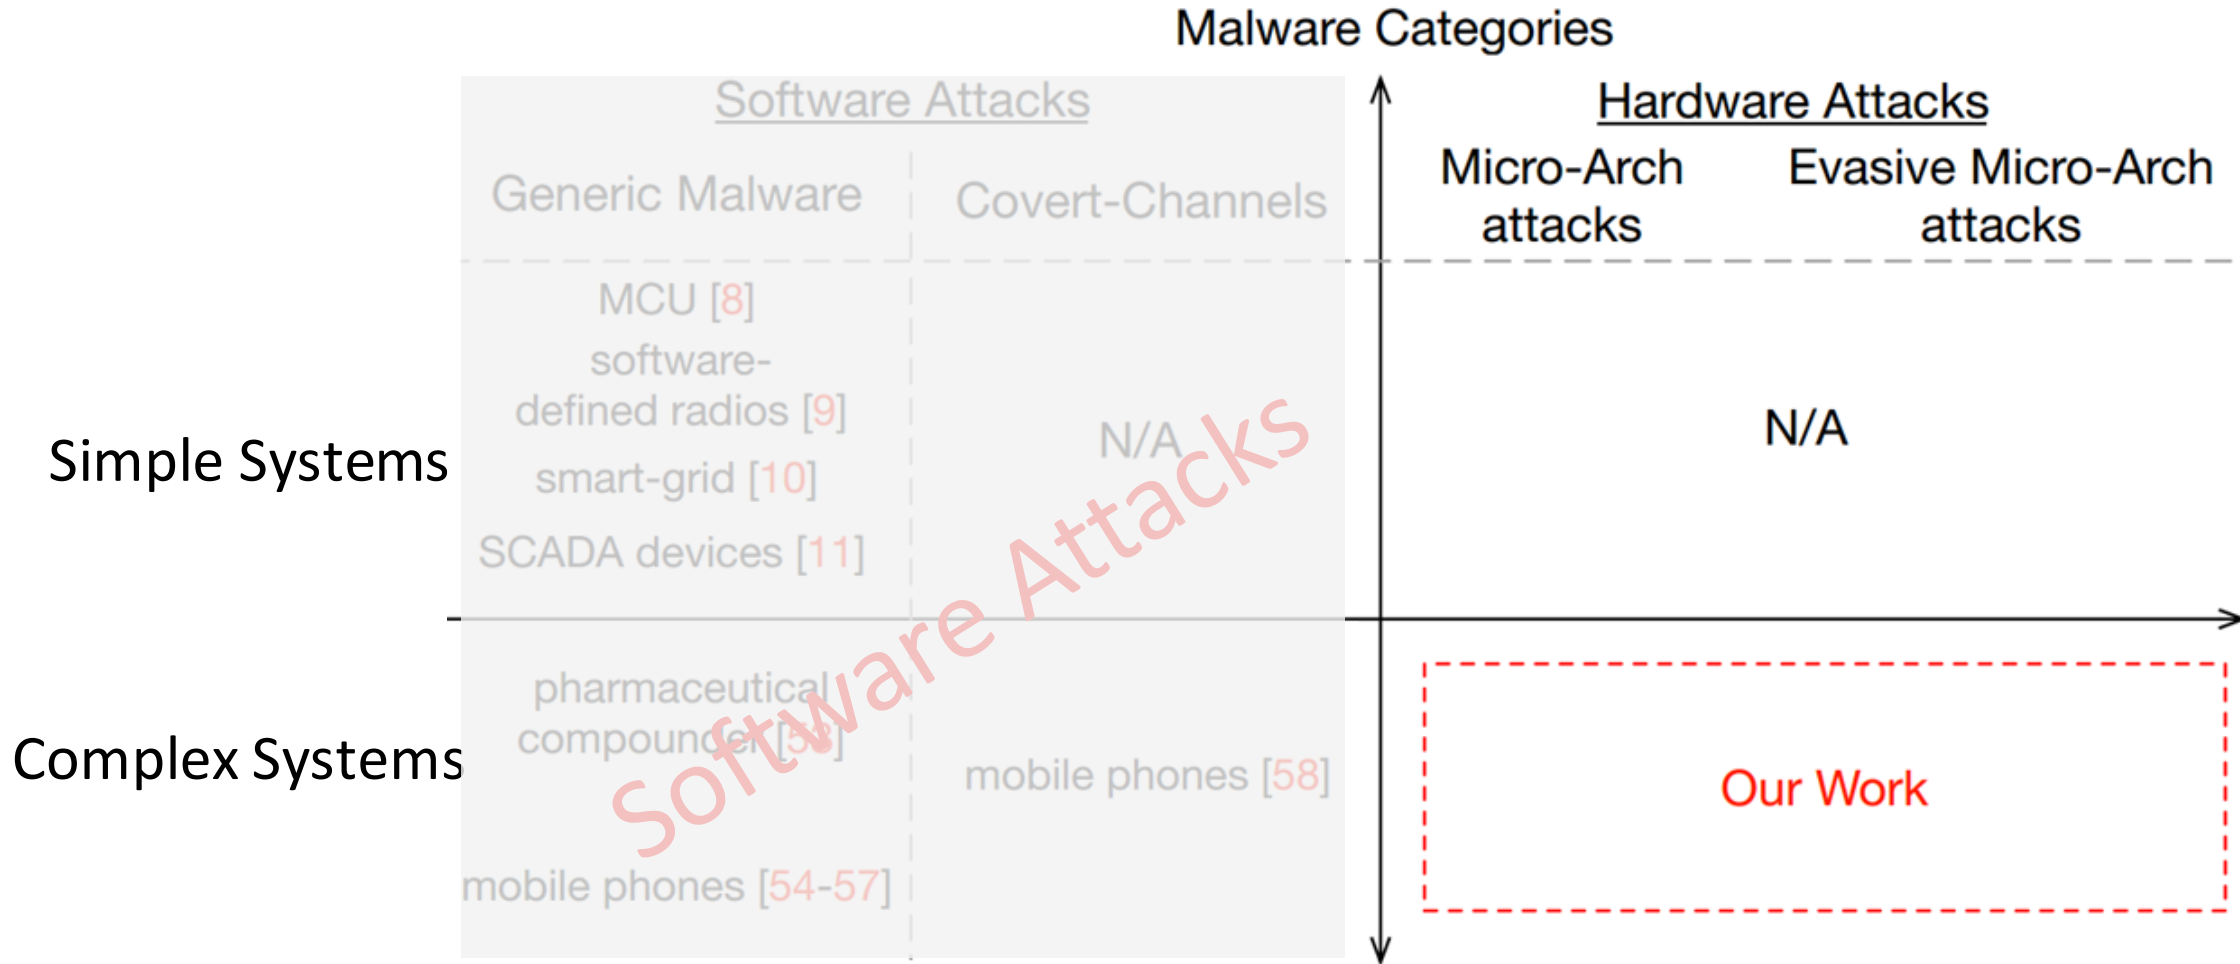 Malware Categories
Software Attacks
Hardware Attacks
Generic Malware
Covert-Channels
Micro-Arch
attacks
Evasive Micro-Arch
attacks
Simple Systems
MCU [8]
software-
defined radios [9]
smart-grid [10]
SCADA devices [11]
N/A
N/A
Software Attacks
Complex Systems
pharmaceutical
compounder [53]
mobile phones [54-57]
mobile phones [58]
Our Work